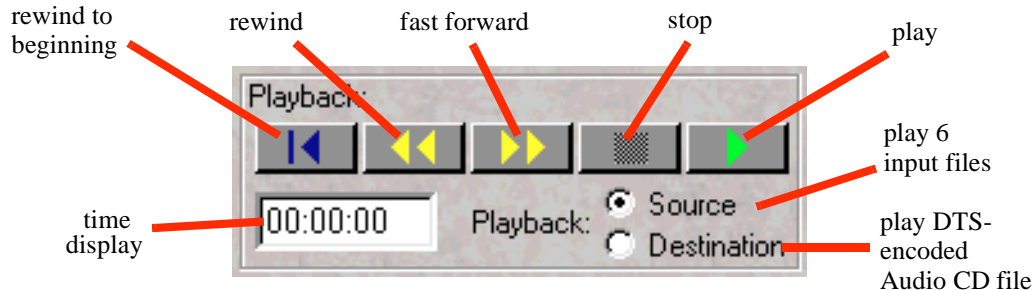 rewind to
beginning
rewind
fast forward
stop
play
Playback:
play 6
input files
time
display
00:00:00
Playback:
Source
Destination
play DTS-
encoded
Audio CD file